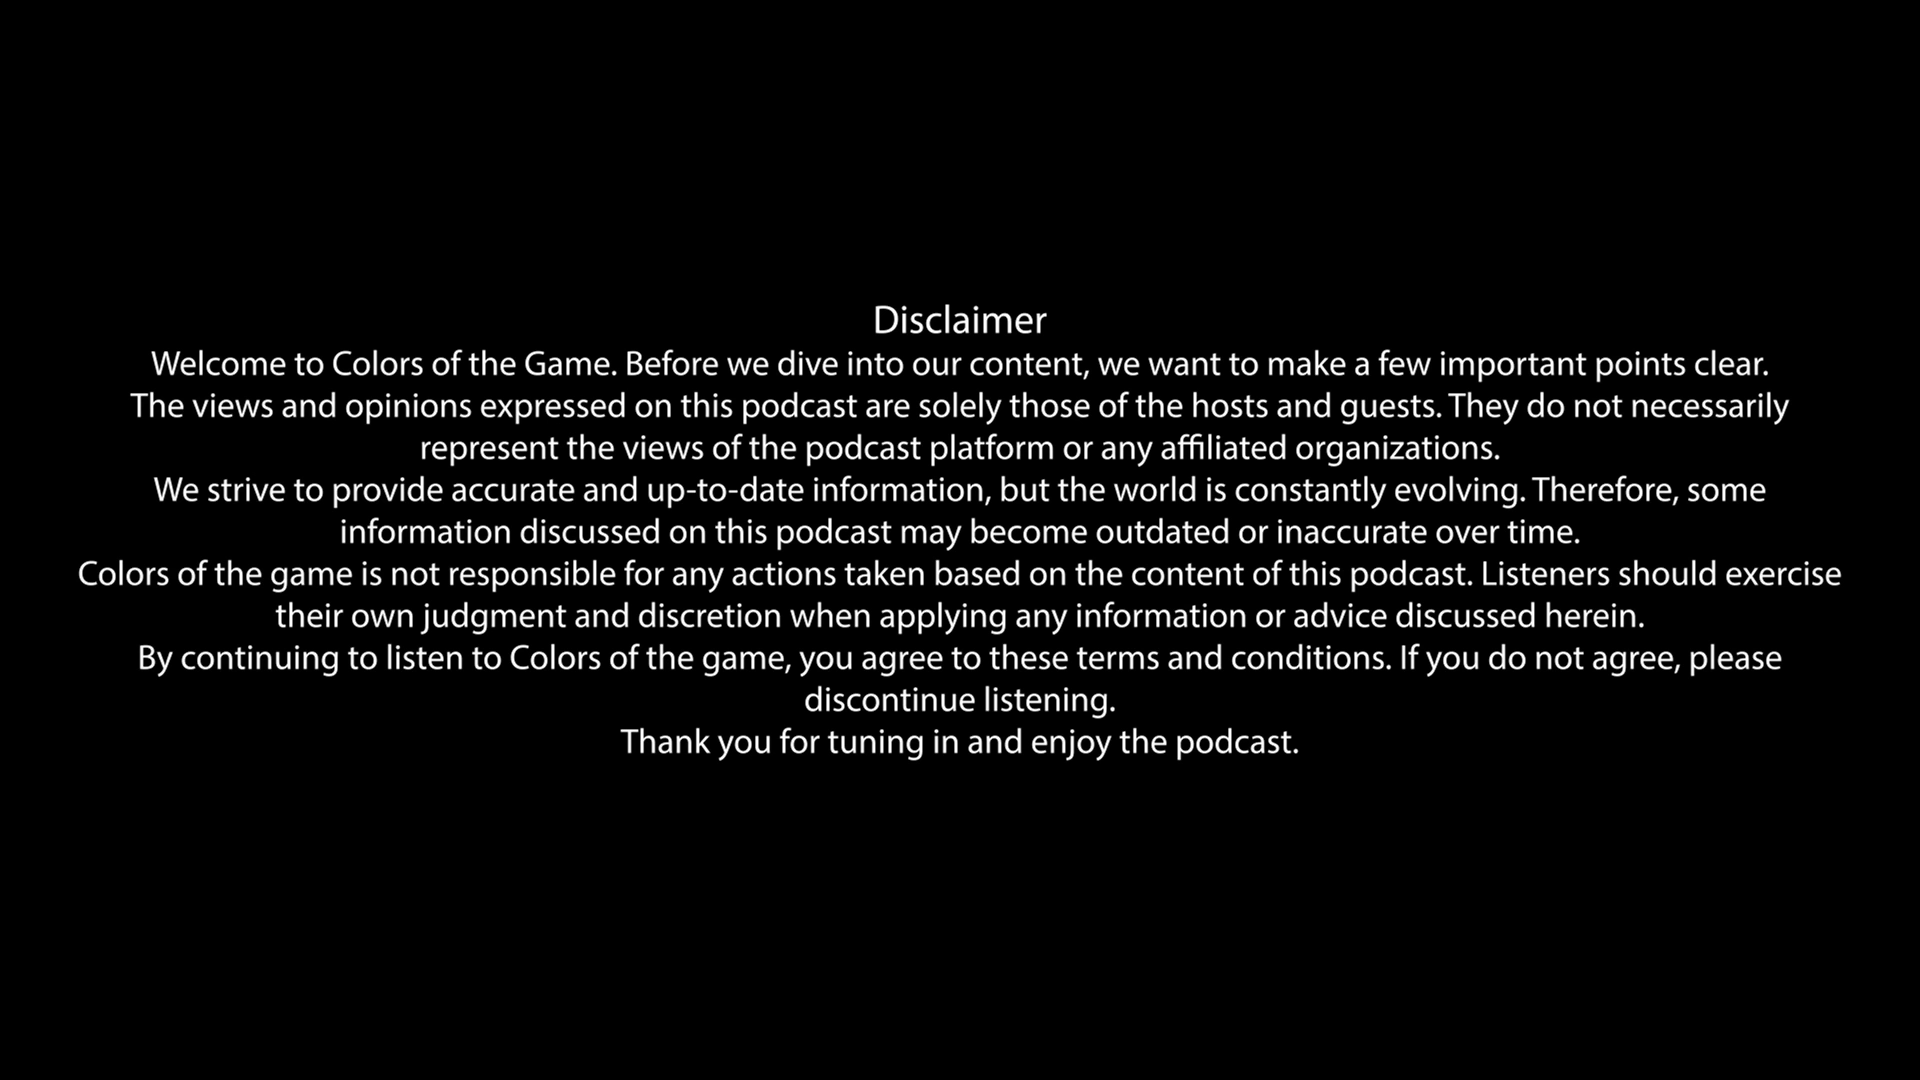 Disclaimer
Welcome to Colors of the Game. Before we dive into our content, we want to make a few important points clear.
The views and opinions expressed on this podcast are solely those of the hosts and guests. They do not necessarily
represent the views of the podcast platform or any affiliated organizations.
We strive to provide accurate and up-to-date information, but the world is constantly evolving. Therefore, some
information discussed on this podcast may become outdated or inaccurate over time.
Colors of the game is not responsible for any actions taken based on the content of this podcast. Listeners should exercise
their own judgment and discretion when applying any information or advice discussed herein.
By continuing to listen to Colors of the game, you agree to these terms and conditions. If you do not agree, please
discontinue listening.
Thank you for tuning in and enjoy the podcast.